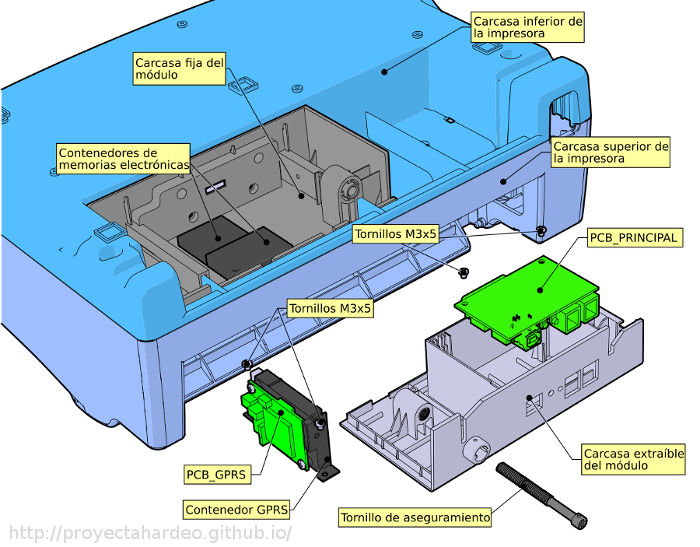 Carcasa inferior de
la impresora
Carcasa fija del
módulo
Contenedores de
memorias electrónicas
Carcasa superior de
la impresora
Tornillos M3x5
PCB_PRINCIPAL
Tornillos M3x5
PCB_GPRS
Carcasa extraíble
del módulo
Contenedor GPRS
Tornillo de aseguramiento
http://proyectahardeo.github.io/